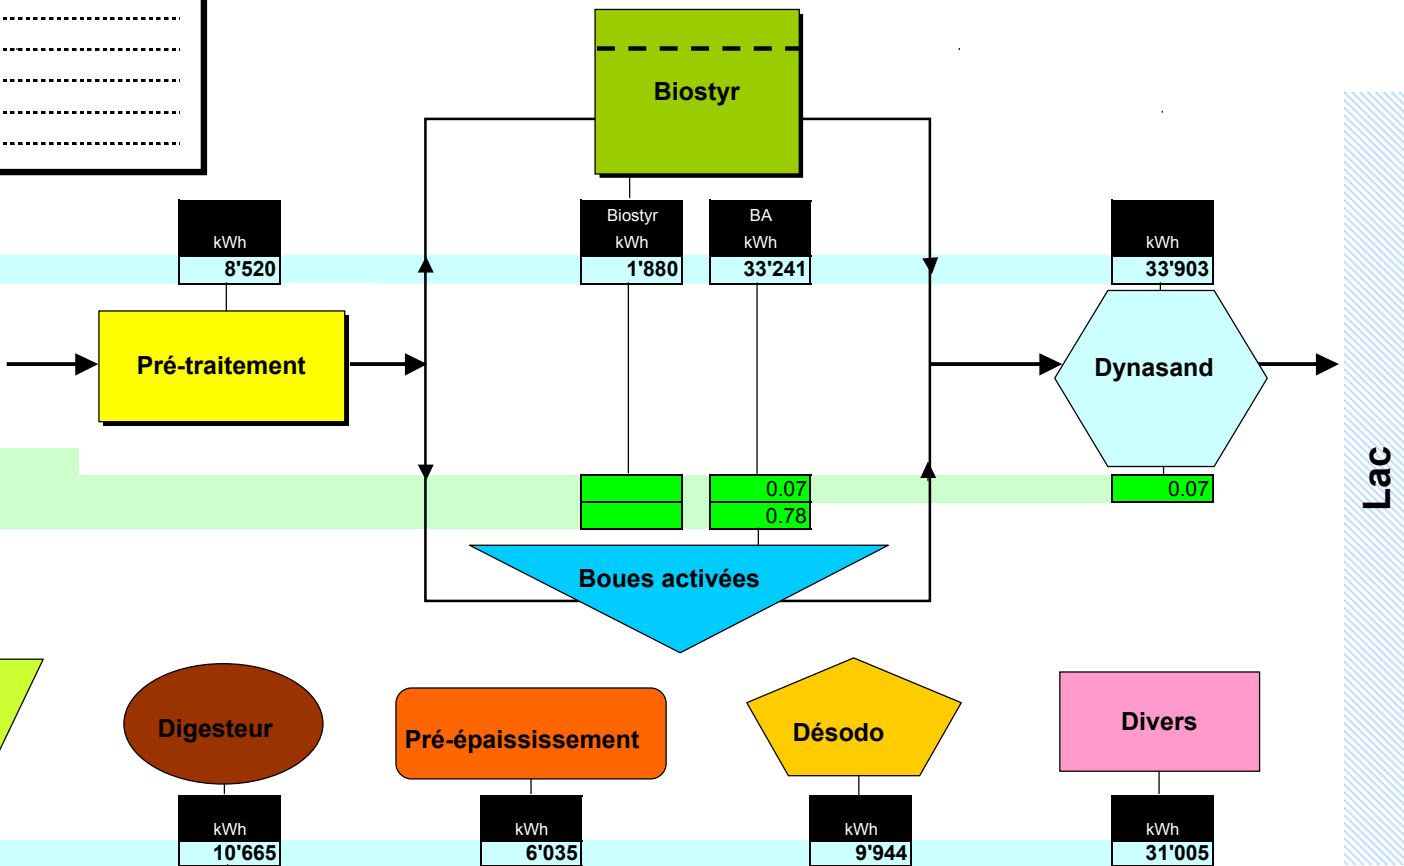 Biostyr
Biostyr
BA
kWh
kWh
kWh
kWh
8'520
1'880
33'241
33'903
Pré-traitement
Dynasand
Lac
0.07
0.07
0.78
Boues activées
Digesteur
Pré-épaississement
Désodo
Divers
kWh
kWh
kWh
kWh
10'665
6'035
9'944
31'005